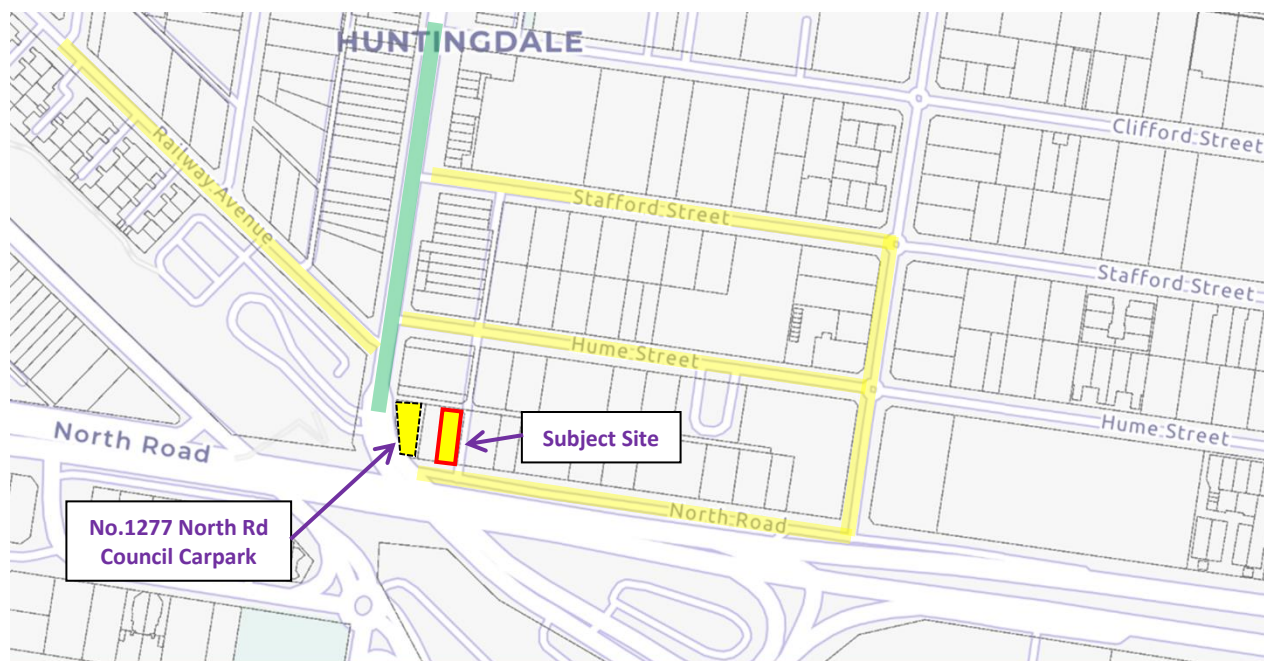 HUNTINGDALE
Clifford Street
Railway Avenue
Stafford Street
Stafford Street
Hume Street
Hume Street
North Road
Subject Site
North Road
No.1277 North Rd
Council Carpark